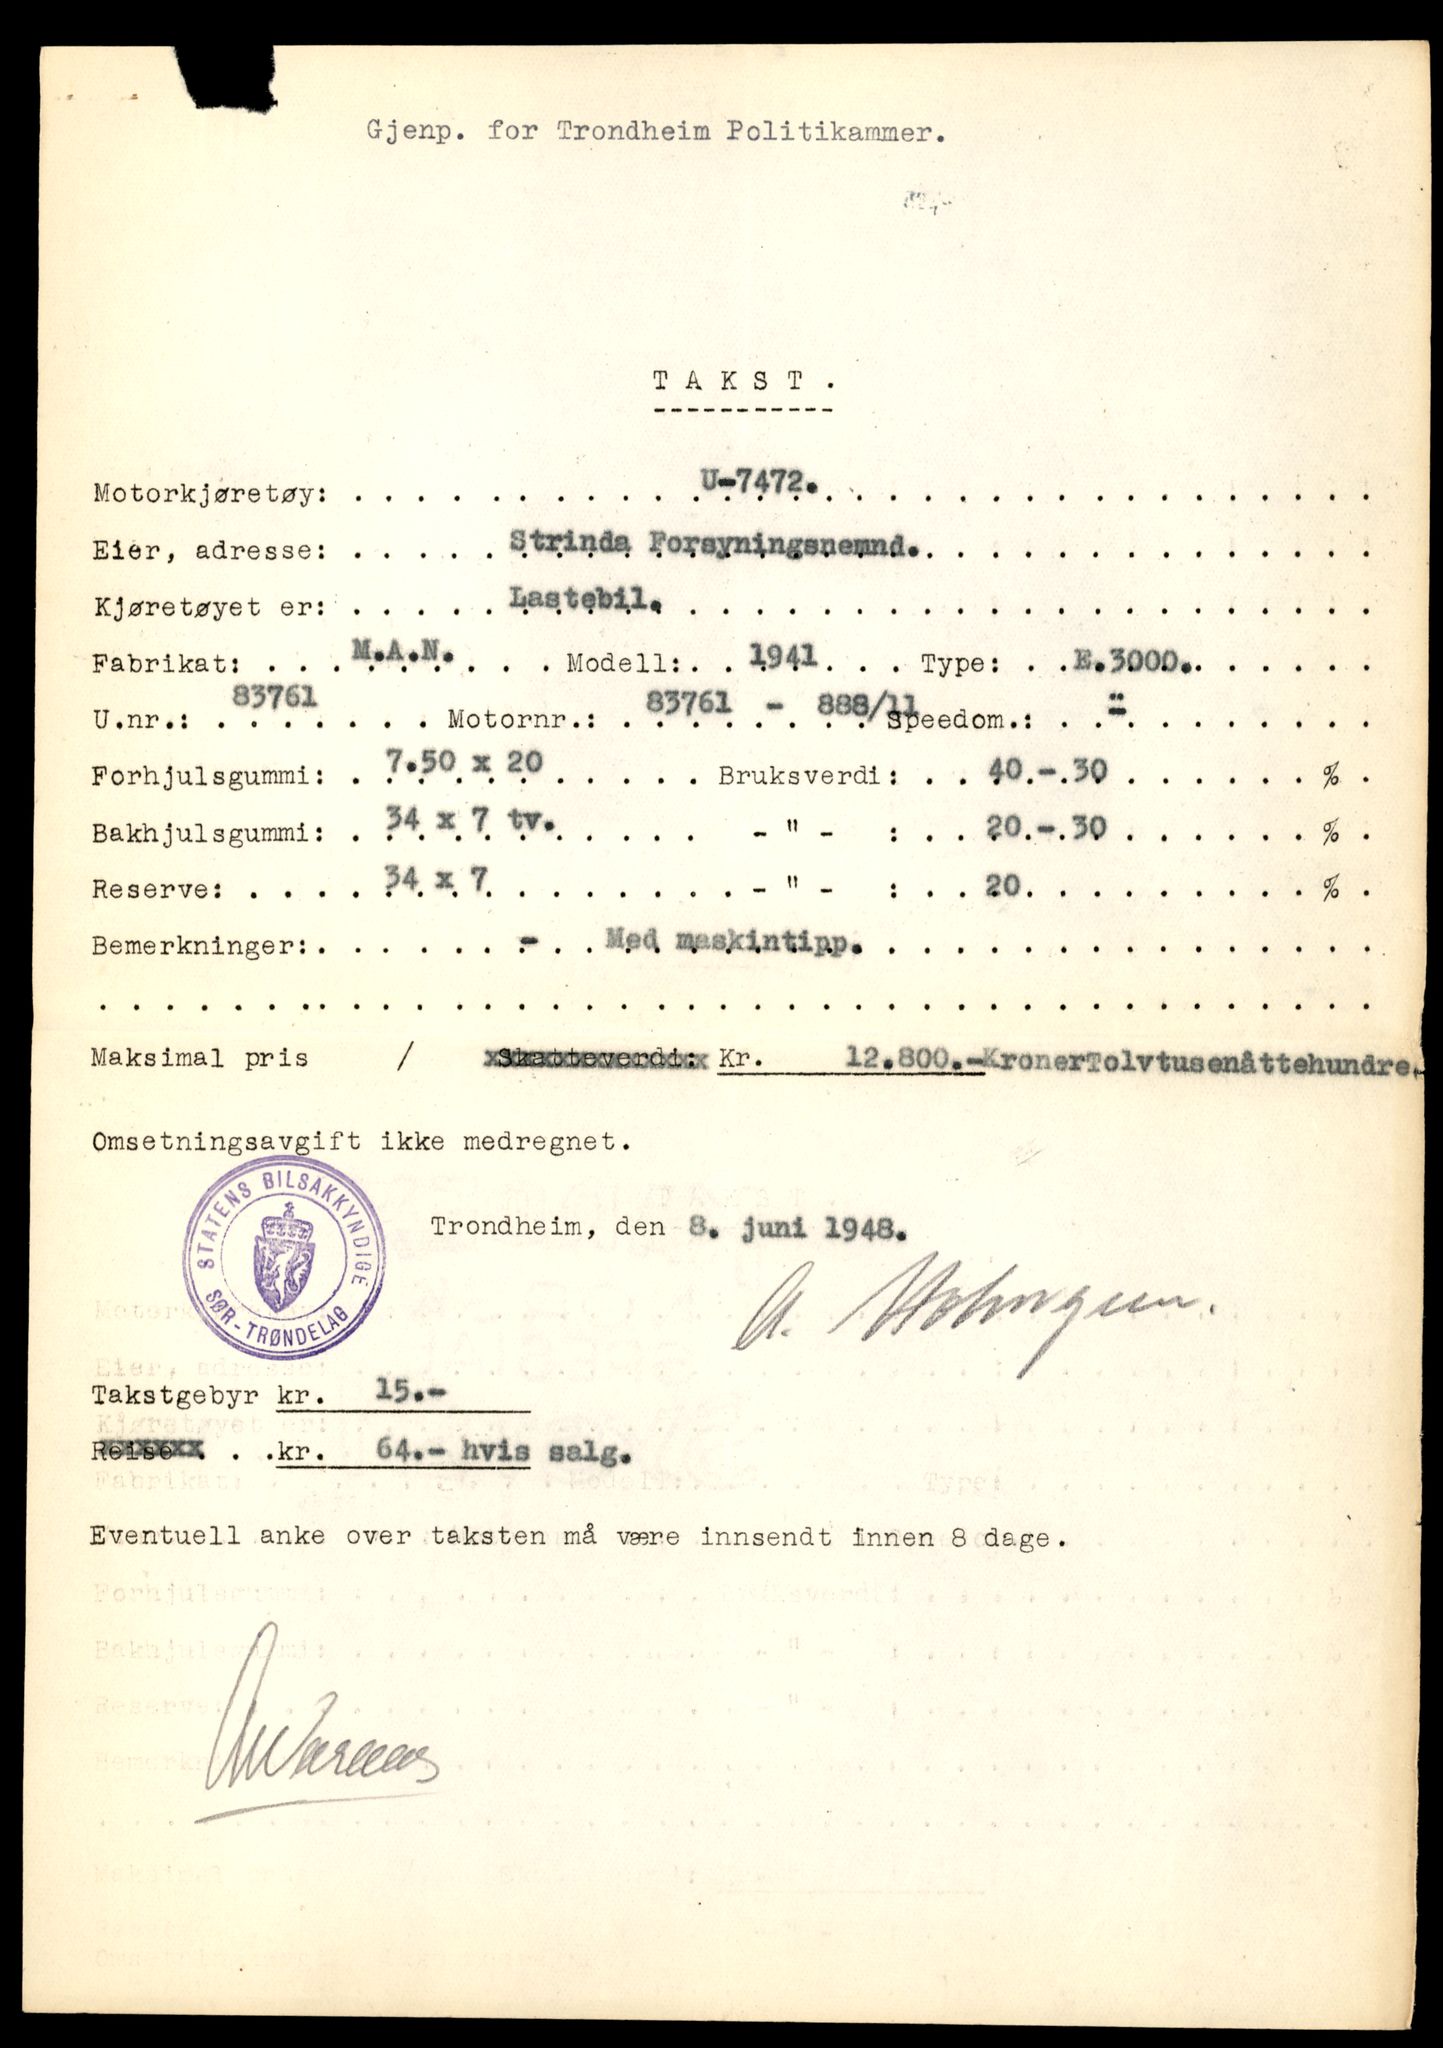 Gjenp. for Trondheim Politikammer.
T A K S T .
-----------
Motorkjøretøy: . . . . . . . . . U-7472. . . . . . . . .
Eier, adresse: . . . . . Strinda Forsyningsnemnd. . . . . . . . .
Kjøretøyet er: . . . . . Lastebil. . . . . . . . . .
Fabrikat: . . . M.A.N. . . . Modell: . . 1941 . . . Type: . . E.3000. . . . . .
U.nr.: 83761 . . . . Motornr.: 83761 - 888/11 Speedom.: . . " - . . . . .
Forhjulsgummi: . 7.50 x 20 . . . . . Bruksverdi: . . 40.-.30 . . . . . . % .
Bakhjulsgummi: . 34 x 7 tv. . . . . . - " - : . . 20.-.30 . . . . . . % .
Reserve: . . . . 34 x 7 . . . . . . - " - : . . 20. . . . . . . . % .
Bemerkninger: . . . . . . - . . Med maskintipp. . . . . . . . . .
. . . . . . . . . . . . . . . . . . . . . . . . . . . . . .
Maksimal pris / Skatteverdi: Kr. 12.800.-KronerTolvtusenåttehundre.
Omsetningsavgift ikke medregnet.
STATENS BILSAKKYNDIGE
SØR-TRØNDELAG
Trondheim, den 8. juni 1948.
Takstgebyr kr. 15.-
Reise . . .kr. 64.- hvis salg.
Eventuell anke over taksten må være innsendt innen 8 dage.